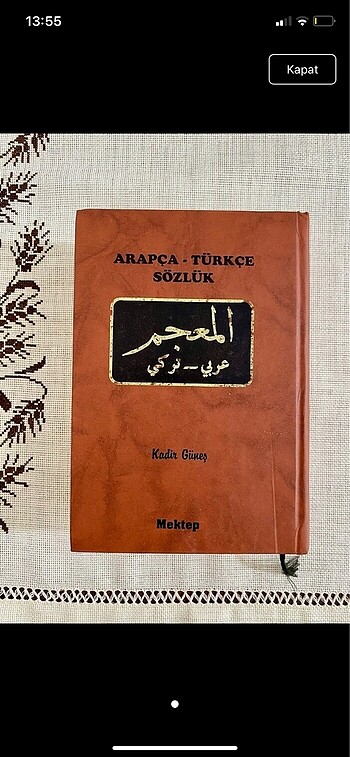 13:55
Kapat
ARAPÇA - TÜRKÇE
SÖZLÜK
المعجم
عربي - تركي
Kadir Güneş
Mektep